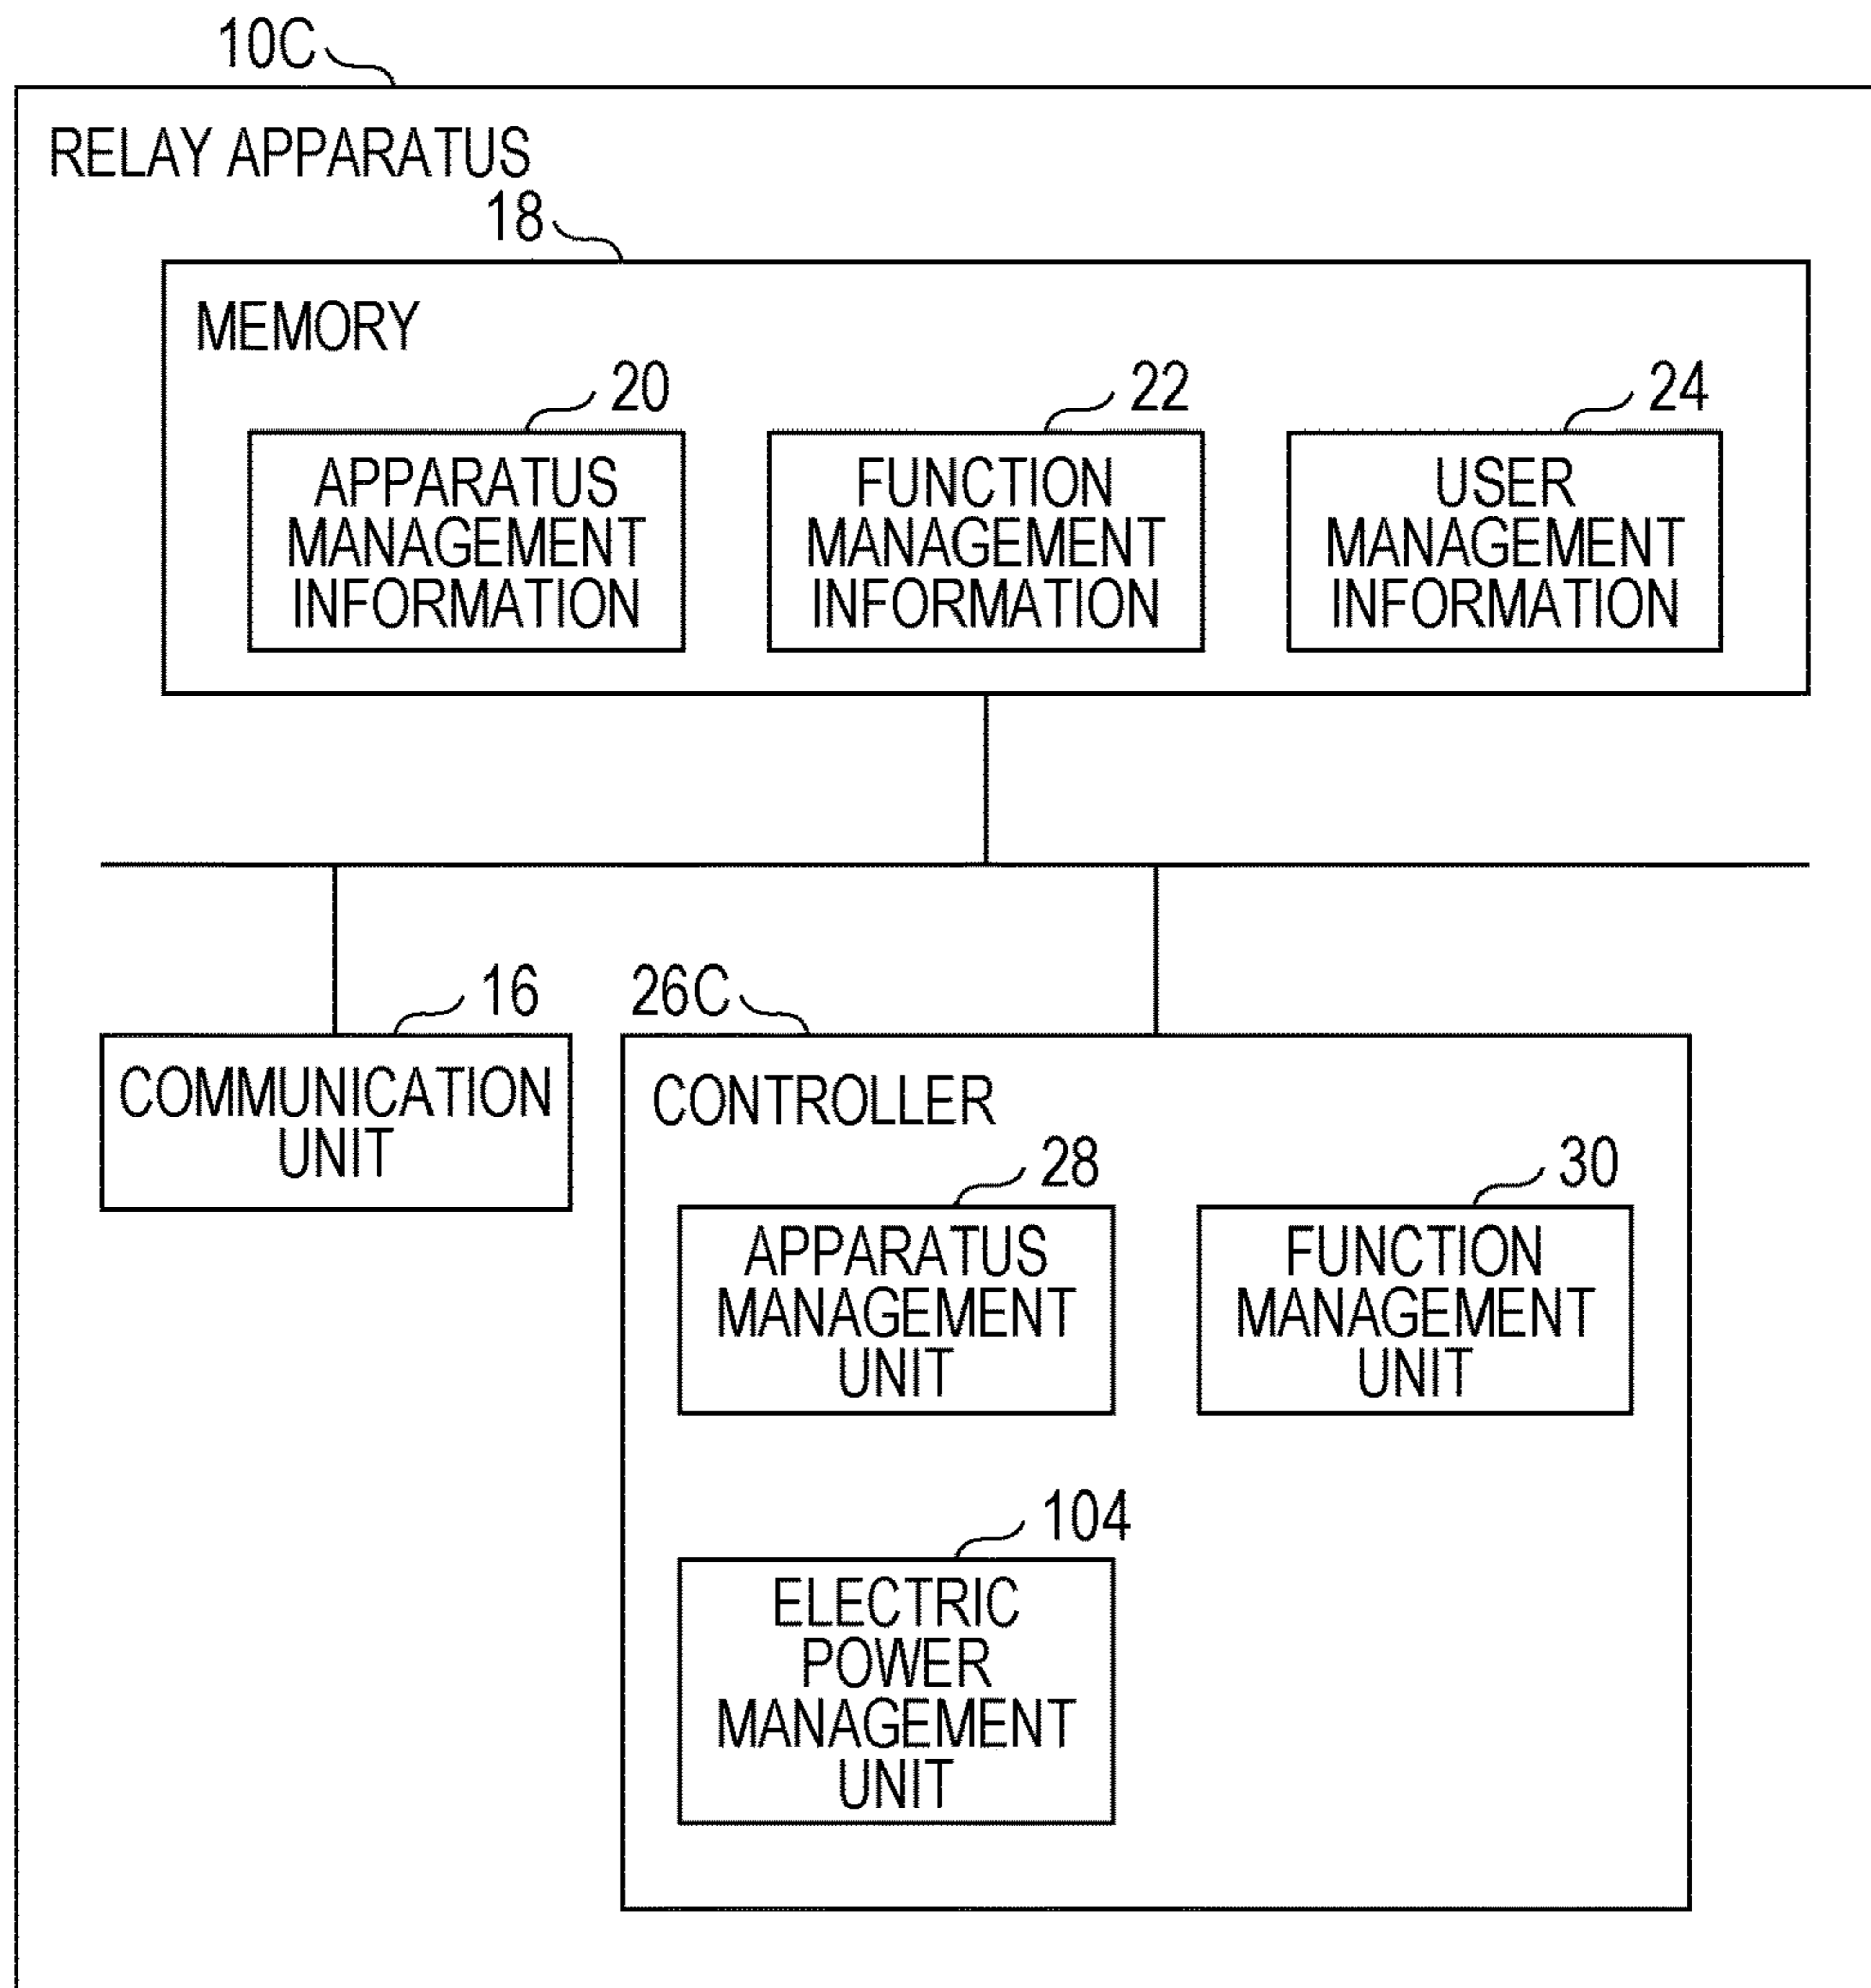 10C
RELAY APPARATUS
18
MEMORY
20
22
24
APPARATUS
MANAGEMENT
INFORMATION
FUNCTION
MANAGEMENT
INFORMATION
USER
MANAGEMENT
INFORMATION
16
COMMUNICATION
UNIT
26C
CONTROLLER
28
APPARATUS
MANAGEMENT
UNIT
30
FUNCTION
MANAGEMENT
UNIT
104
ELECTRIC
POWER
MANAGEMENT
UNIT